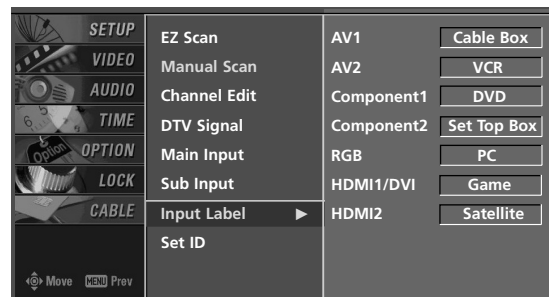 SETUP
VIDEO
AUDIO
TIME
OPTION
LOCK
CABLE
Move MENU Prev
EZ Scan
Manual Scan
Channel Edit
DTV Signal
Main Input
Sub Input
Input Label ▶
Set ID
AV1 Cable Box
AV2 VCR
Component1 DVD
Component2 Set Top Box
RGB PC
HDMI1/DVI Game
HDMI2 Satellite